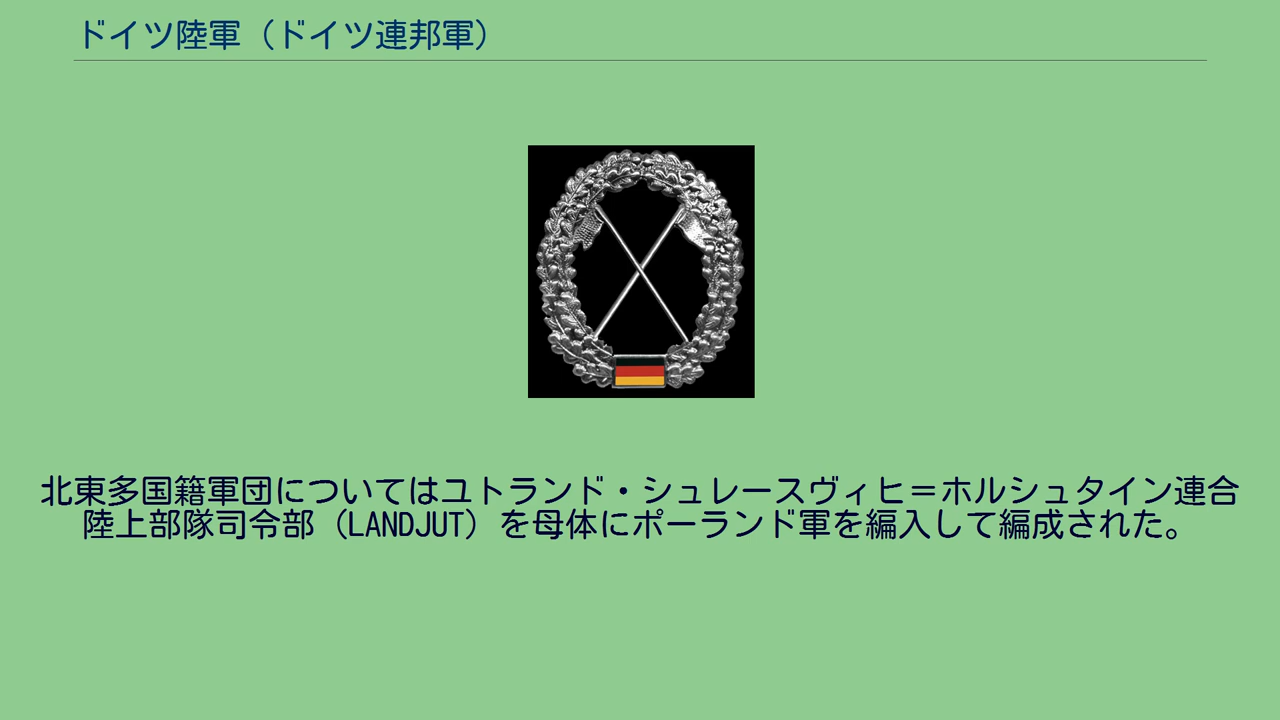 ドイツ陸軍（ドイツ連邦軍）
北東多国籍軍団についてはユトランド・シュレースヴィヒ＝ホルシュタイン連合
陸上部隊司令部（LANDJUT）を母体にポーランド軍を編入して編成された。